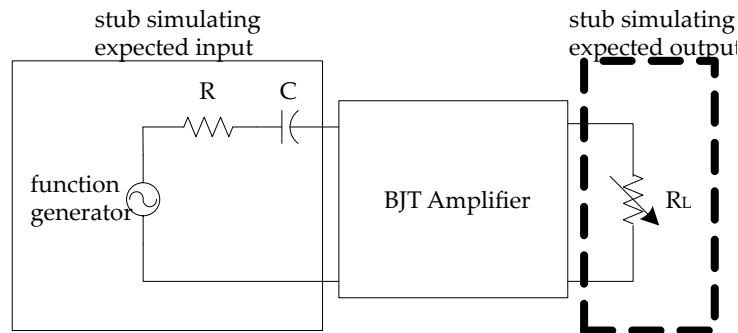 stub simulating
expected input
stub simulating
expected output
R
C
function
generator
BJT Amplifier
RL